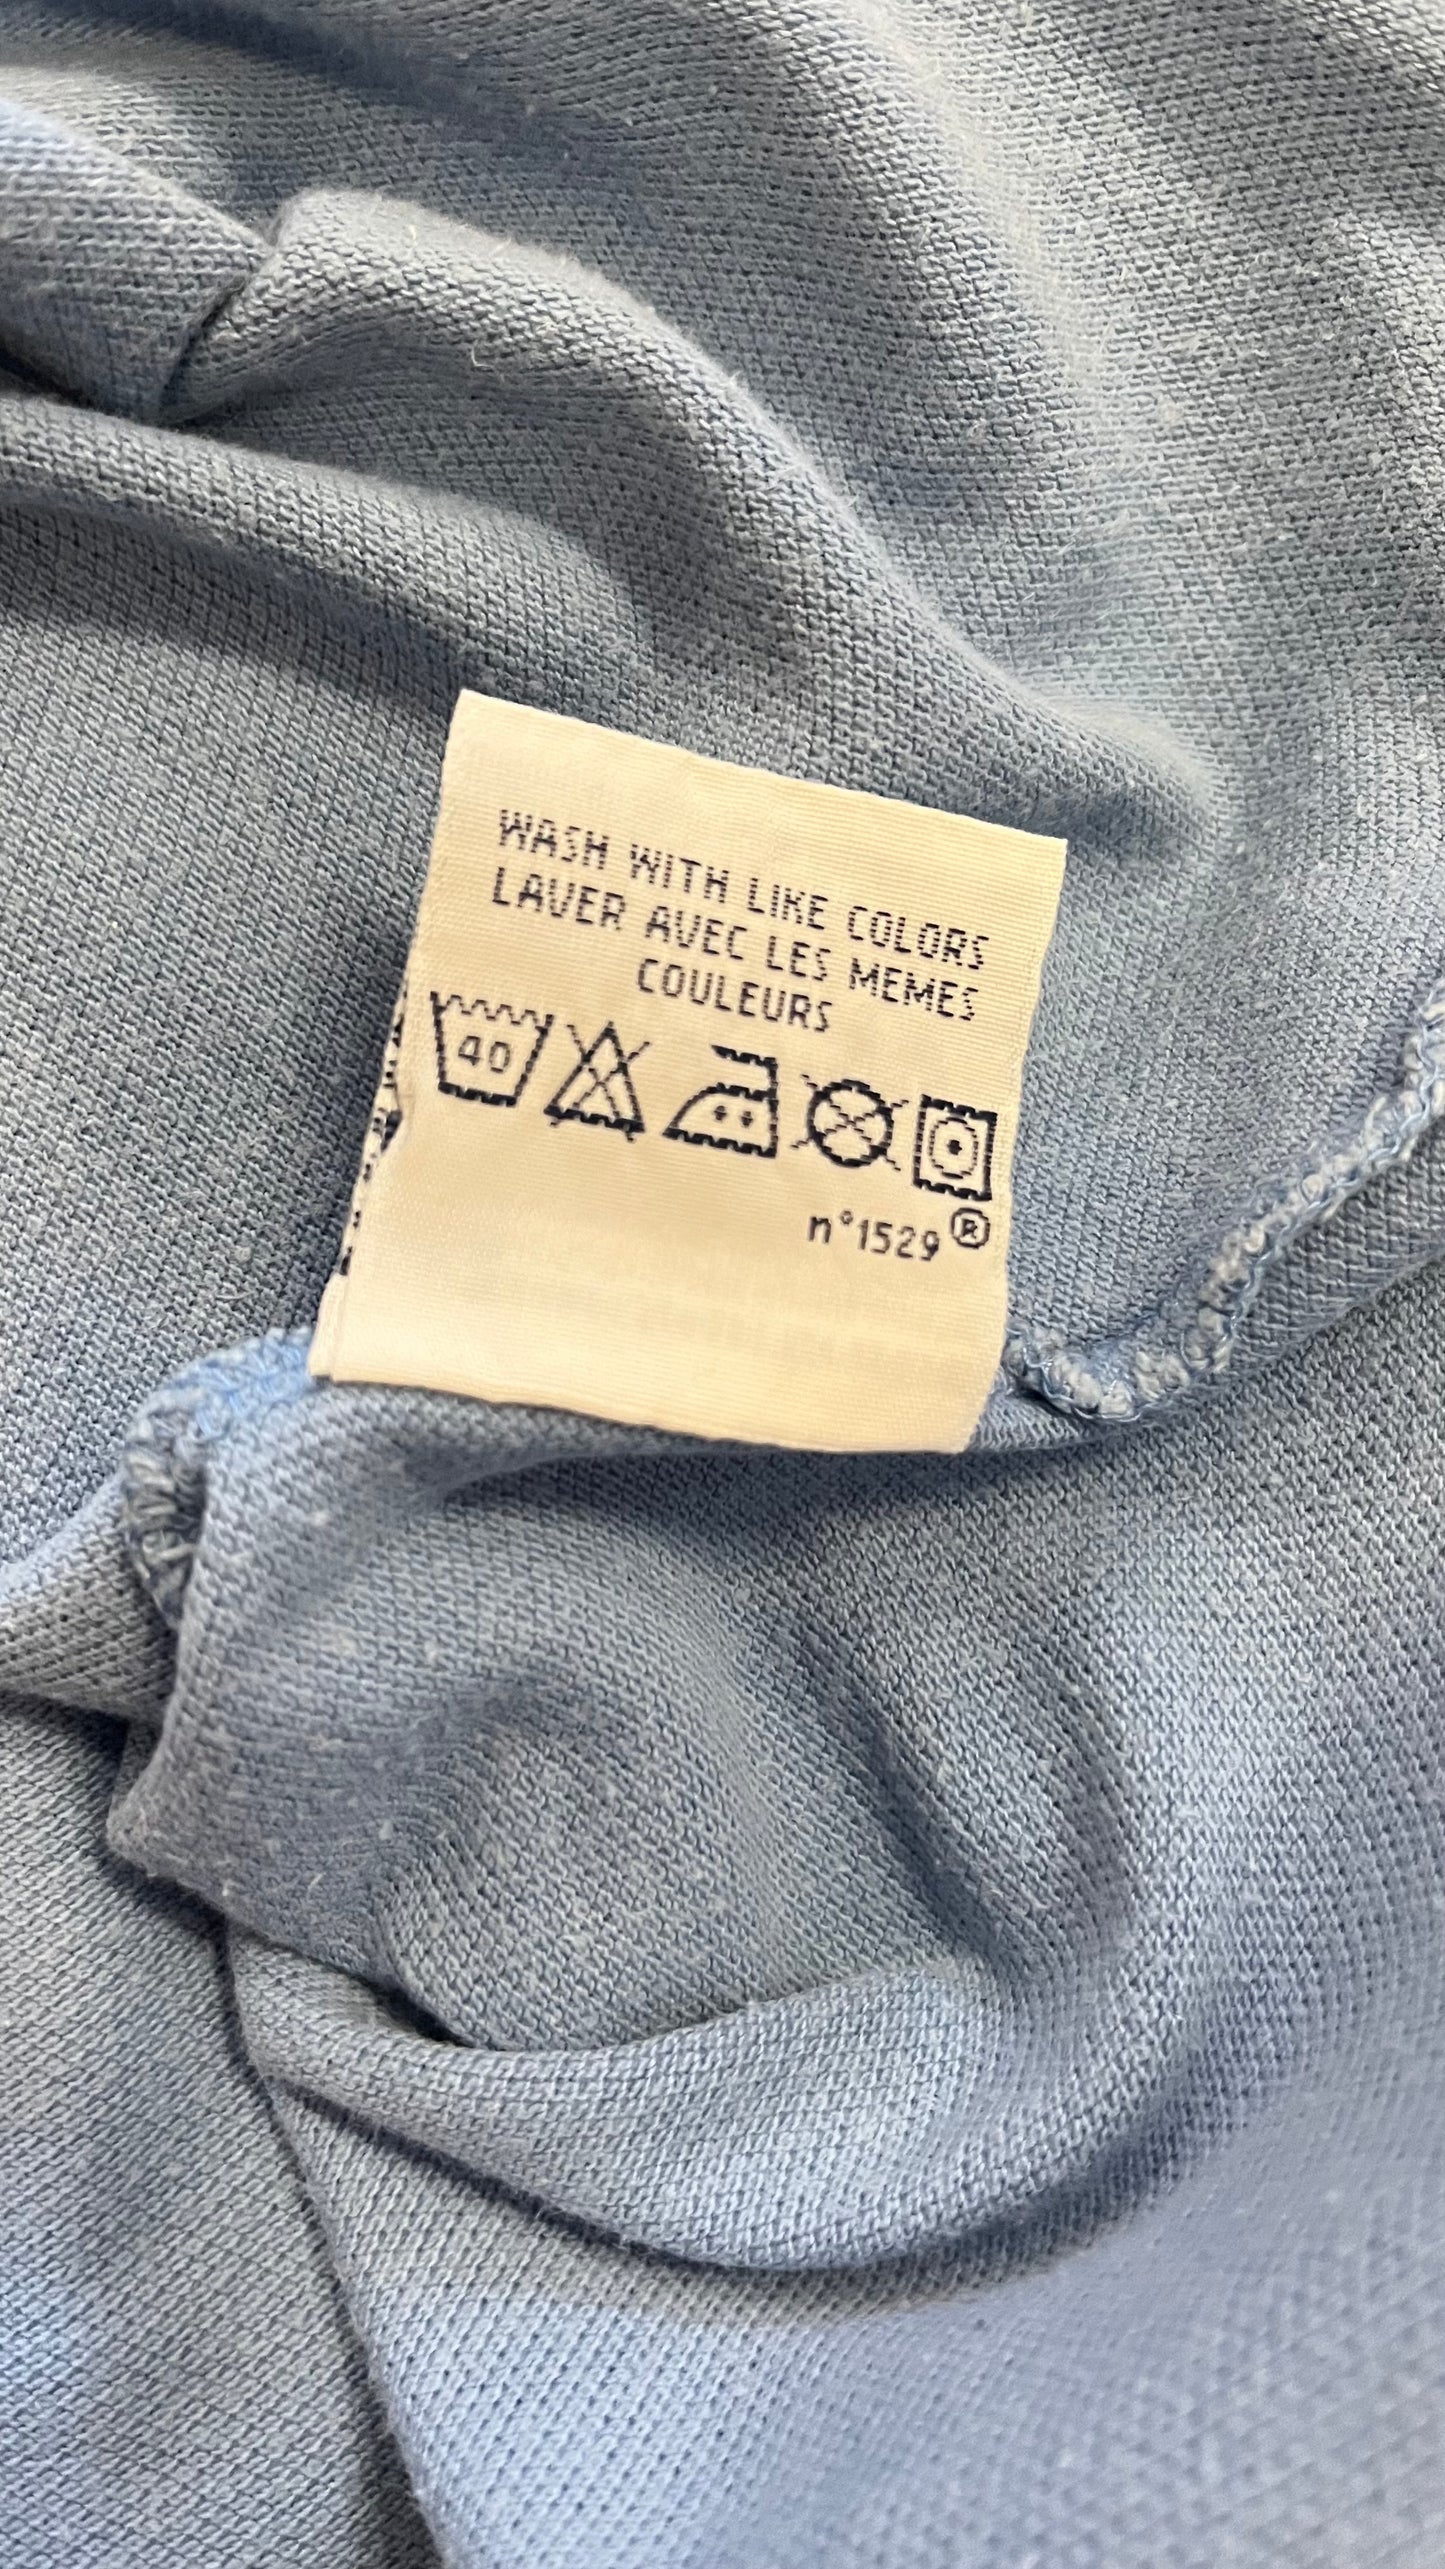 WASH WITH LIKE COLORS
LAVER AVEC LES MEMES
COULEURS
40
n°1529®